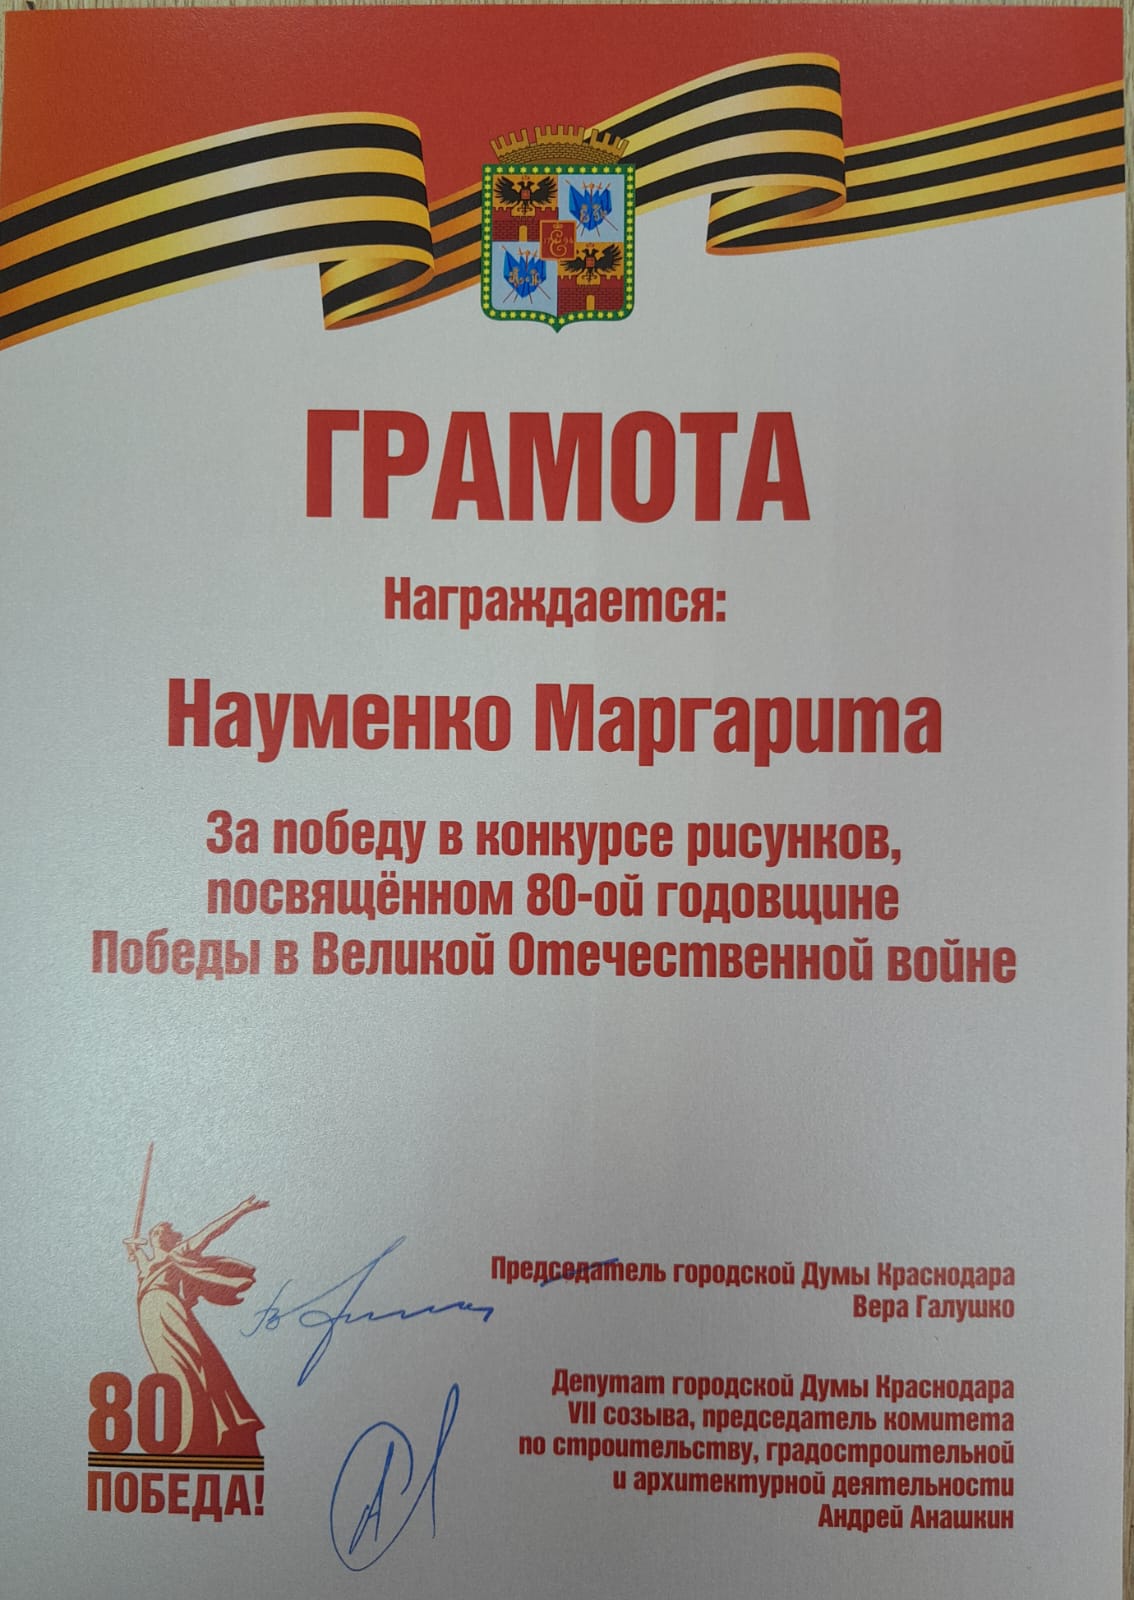 ГРАМОТА
Награждается:
Науменко Маргарита
За победу в конкурсе рисунков,
посвящённом 80-ой годовщине
Победы в Великой Отечественной войне
Председатель городской Думы Краснодара
Вера Галушко
Депутат городской Думы Краснодара
VII созыва, председатель комитета
по строительству, градостроительной
и архитектурной деятельности
Андрей Анашкин
80
ПОБЕДА!